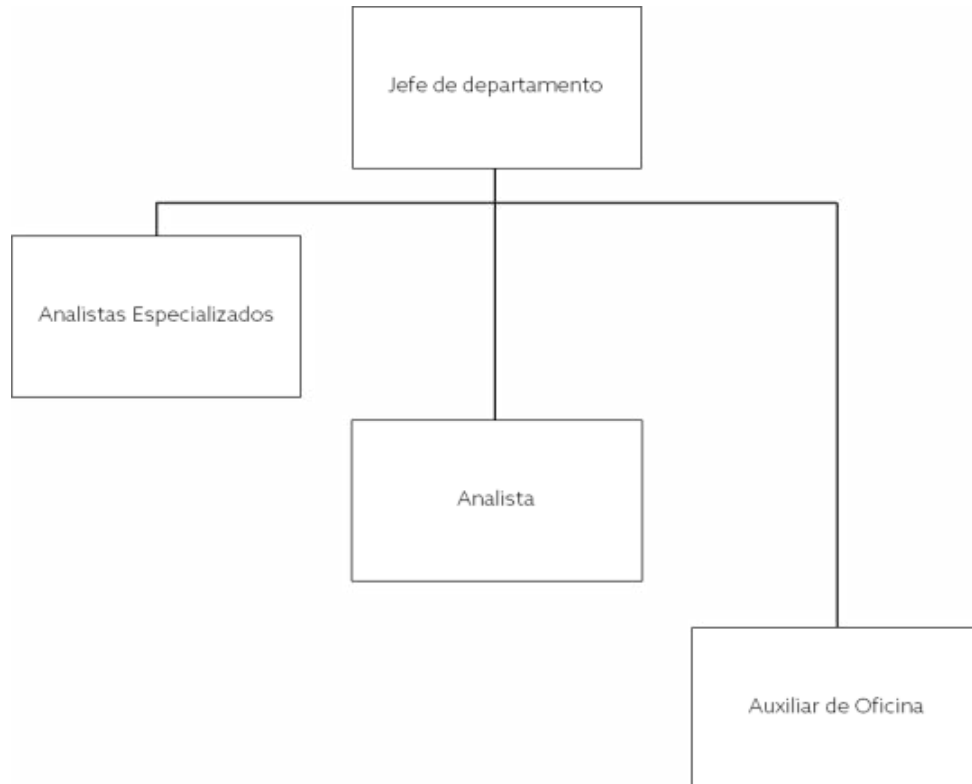 Jefe de departamento
Analistas Especializados
Analista
Auxiliar de Oficina